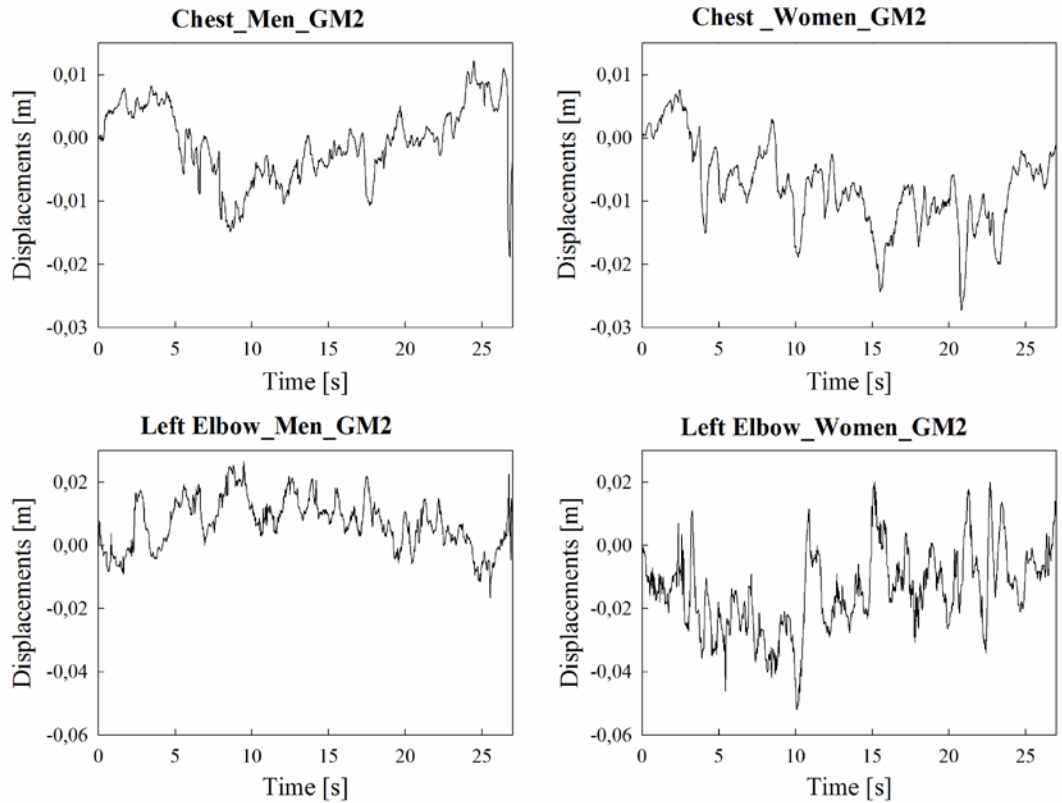 Chest_Men_GM2
Chest _Women_GM2
Displacements [m]
0,01
0,00
-0,01
-0,02
-0,03
0 5 10 15 20 25
Time [s]
Displacements [m]
0,01
0,00
-0,01
-0,02
-0,03
0 5 10 15 20 25
Time [s]
Left Elbow_Men_GM2
Left Elbow_Women_GM2
Displacements [m]
0,02
0,00
-0,02
-0,04
-0,06
0 5 10 15 20 25
Time [s]
Displacements [m]
0,02
0,00
-0,02
-0,04
-0,06
0 5 10 15 20 25
Time [s]